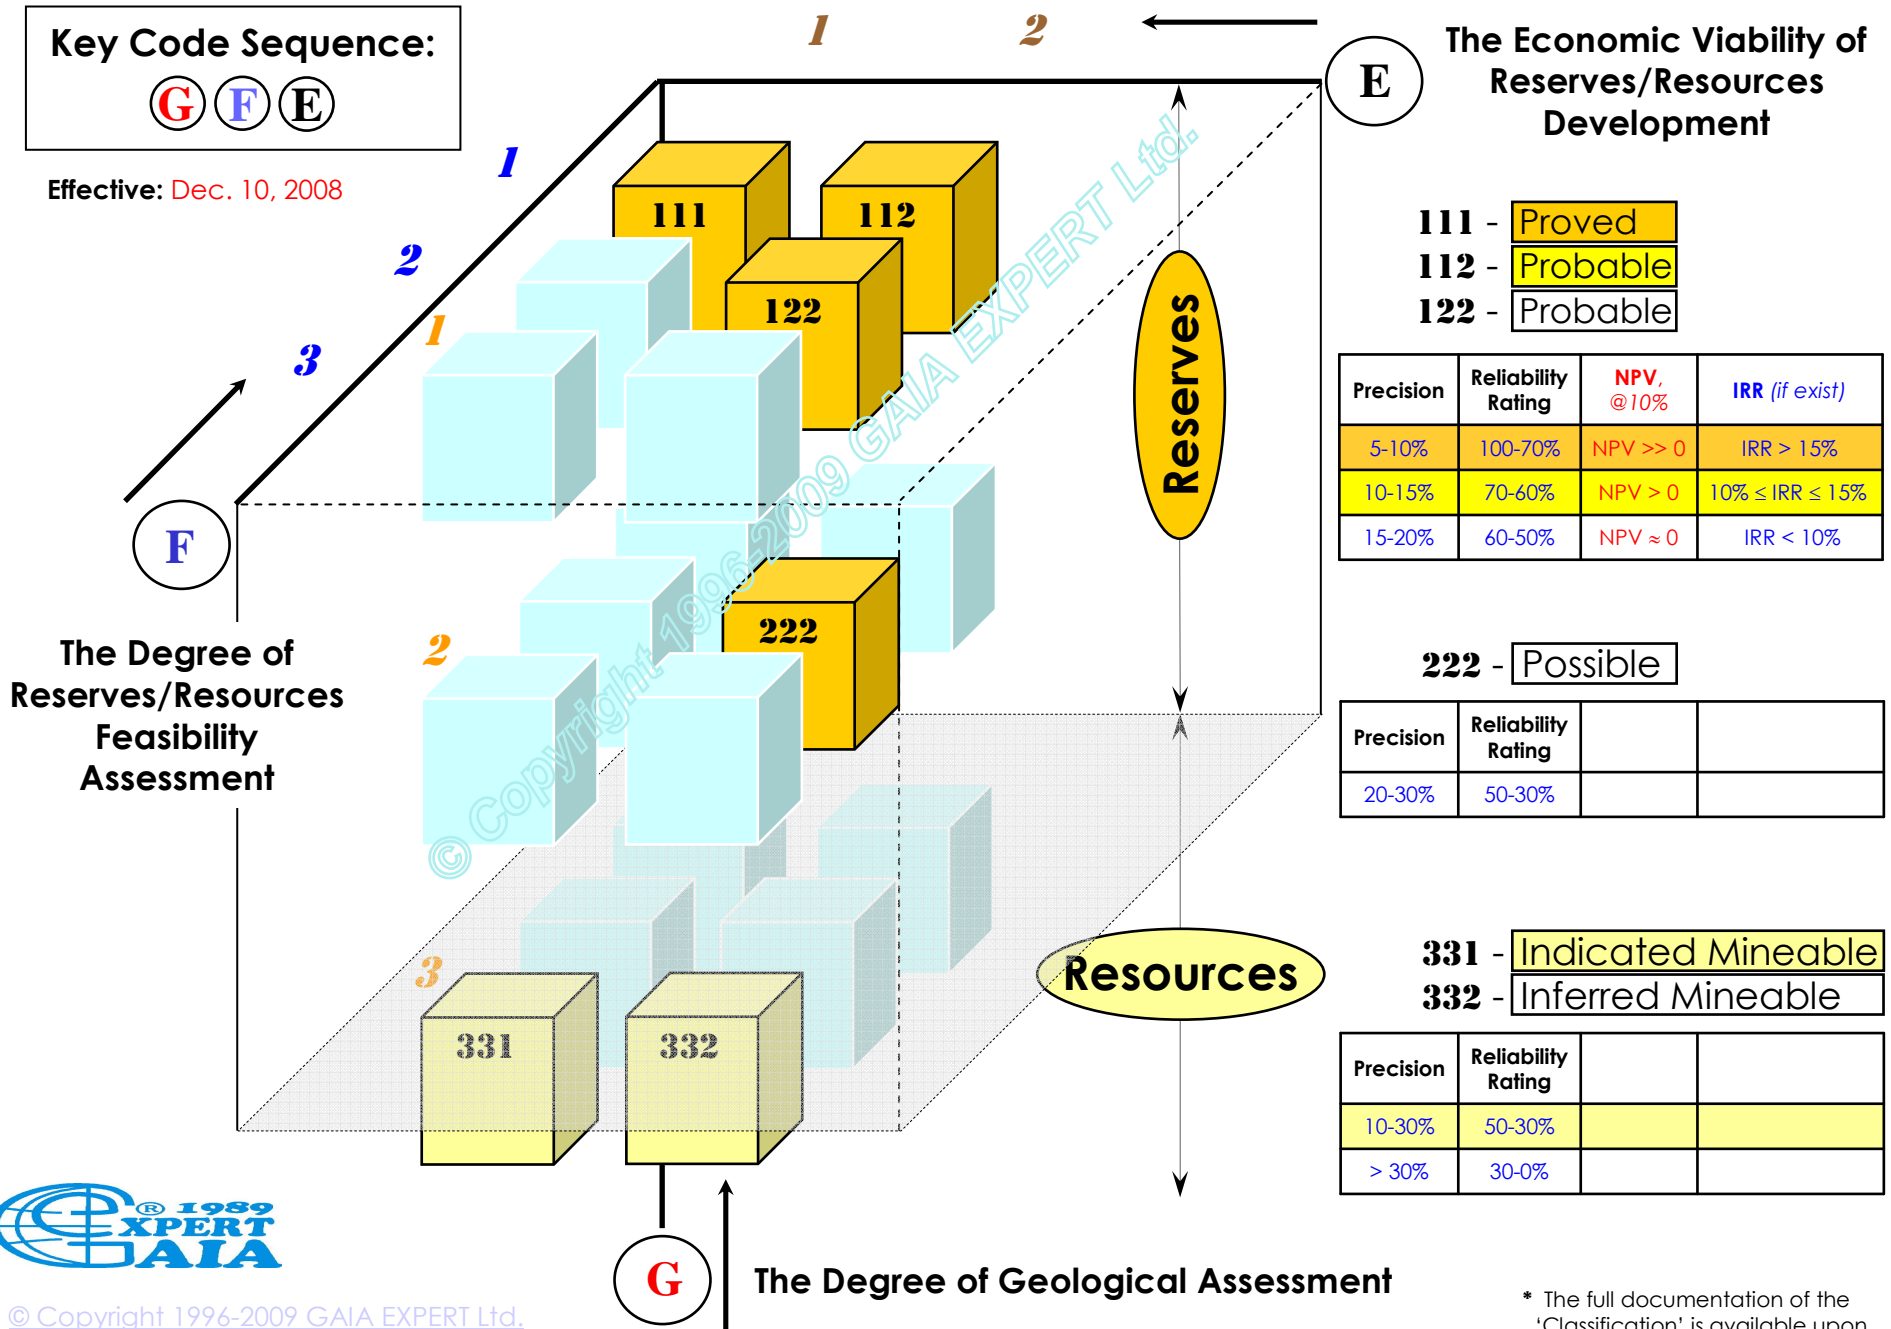 Key Code Sequence:
G F E
Effective: Dec. 10, 2008
1 2
E
The Economic Viability of
Reserves/Resources
Development
1
2
3
F
The Degree of
Reserves/Resources
Feasibility
Assessment
1
2
3
111
112
122
222
331
332
Reserves
Resources
© Copyright 1996-2009 GAIA EXPERT Ltd.
111 - Proved
112 - Probable
122 - Probable
Precision Reliability Rating NPV, @10% IRR (if exist)
5-10% 100-70% NPV >> 0 IRR > 15%
10-15% 70-60% NPV > 0 10% ≤ IRR ≤ 15%
15-20% 60-50% NPV ≈ 0 IRR < 10%
222 - Possible
Precision Reliability Rating
20-30% 50-30%
331 - Indicated Mineable
332 - Inferred Mineable
Precision Reliability Rating
10-30% 50-30%
> 30% 30-0%
G
The Degree of Geological Assessment
® 1989
EXPERT
GAIA
© Copyright 1996-2009 GAIA EXPERT Ltd.
* The full documentation of the
'Classification' is available upon